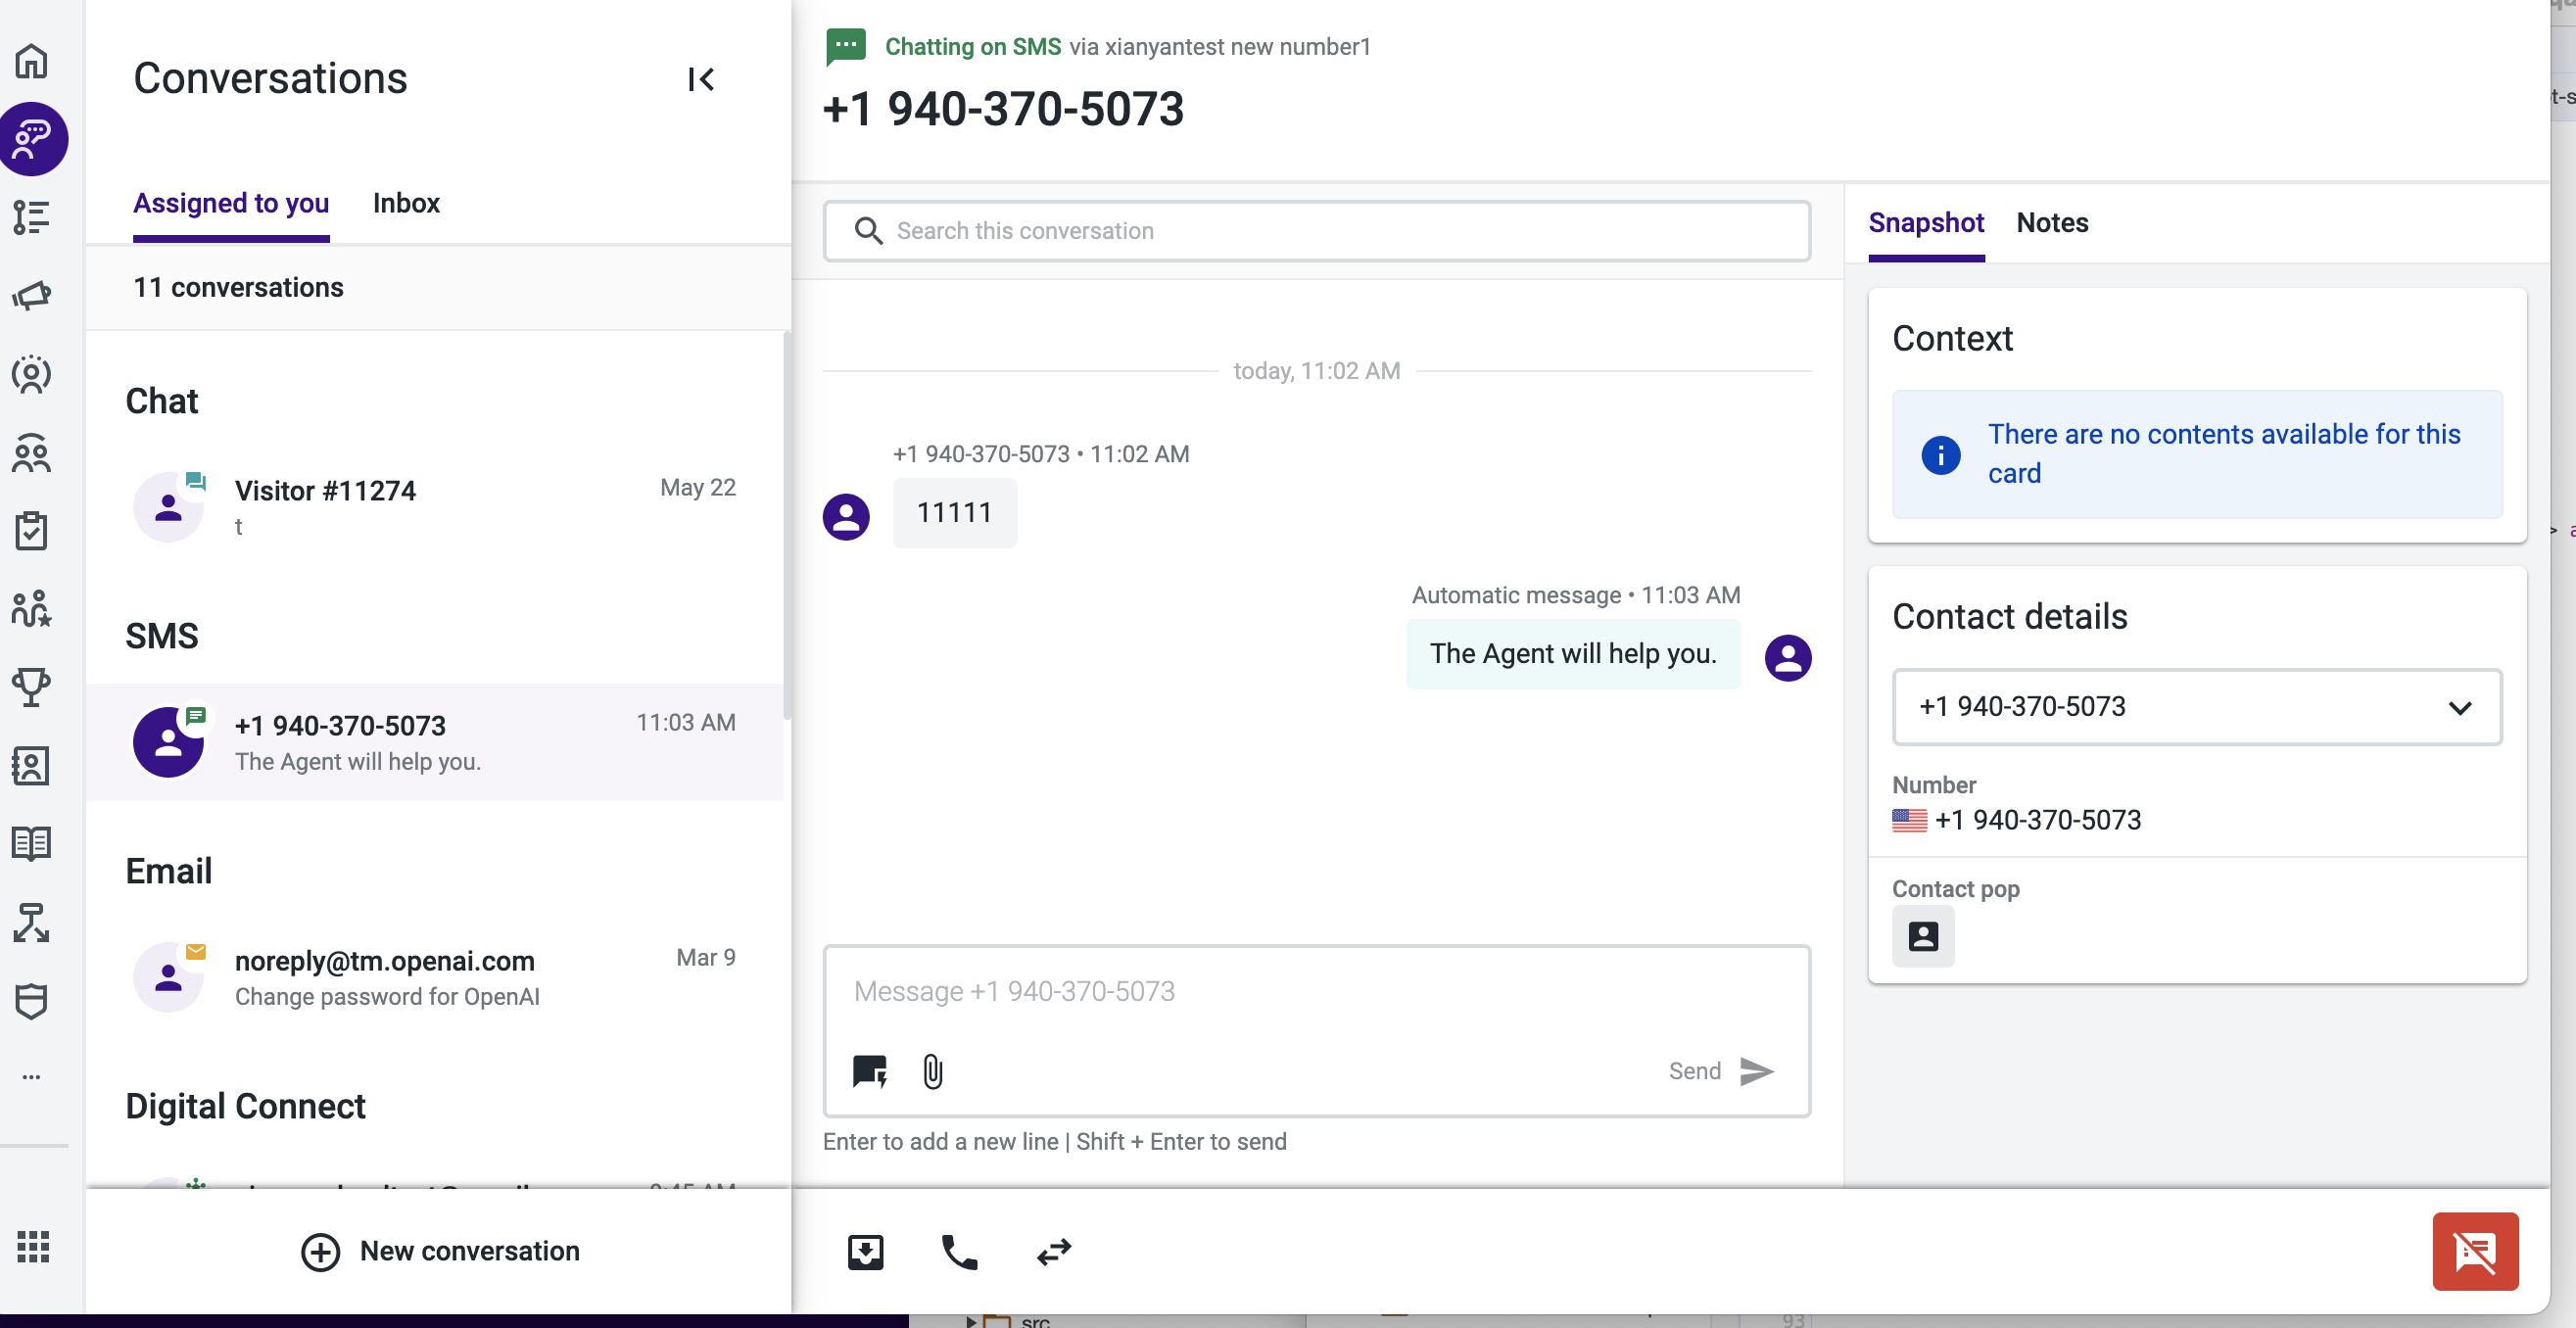 Conversations
Assigned to you
Inbox
11 conversations
Chat
Visitor #11274
May 22
t
SMS
+1 940-370-5073
11:03 AM
The Agent will help you.
Email
noreply@tm.openai.com
Mar 9
Change password for OpenAI
Digital Connect
New conversation
Chatting on SMS via xianyantest new number1
+1 940-370-5073
Search this conversation
today, 11:02 AM
+1 940-370-5073 • 11:02 AM
11111
Automatic message • 11:03 AM
The Agent will help you.
Message +1 940-370-5073
Send
Enter to add a new line | Shift + Enter to send
Snapshot
Notes
Context
There are no contents available for this
card
Contact details
+1 940-370-5073
Number
+1 940-370-5073
Contact pop
src
93